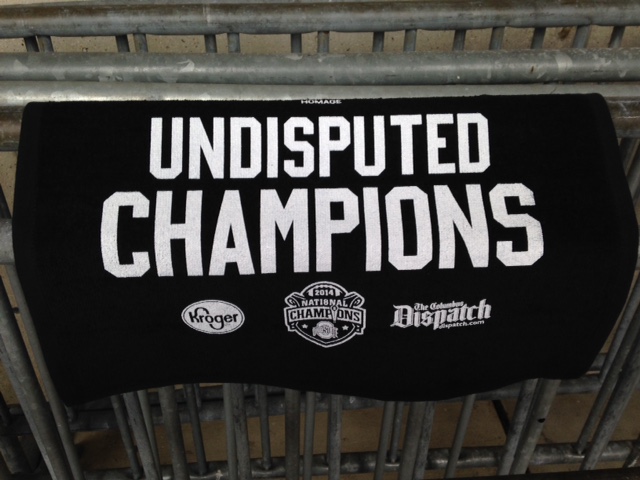 HOMAGE
UNDISPUTED
CHAMPIONS
Kroger
2014
NATIONAL
CHAMPIONS
The Columbus
Dispatch
dispatch.com